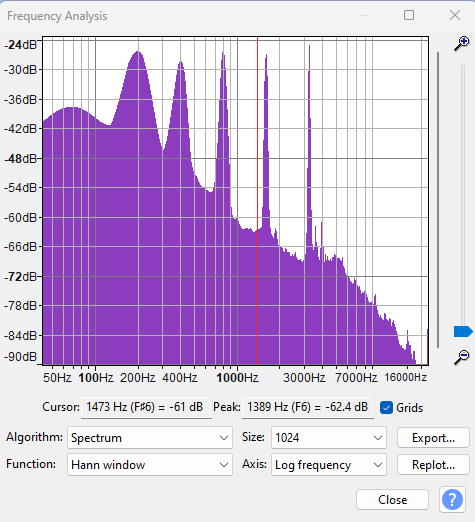 Frequency Analysis
-24dB
-30dB
-36dB
-42dB
-48dB
-54dB
-60dB
-66dB
-72dB
-78dB
-84dB
-90dB
50Hz 100Hz 200Hz 400Hz 1000Hz 3000Hz 7000Hz 16000Hz
Cursor: 1473 Hz (F♯6) = -61 dB Peak: 1389 Hz (F6) = -62.4 dB Grids
Algorithm: Spectrum Size: 1024 Export...
Function: Hann window Axis: Log frequency Replot...
Close ?